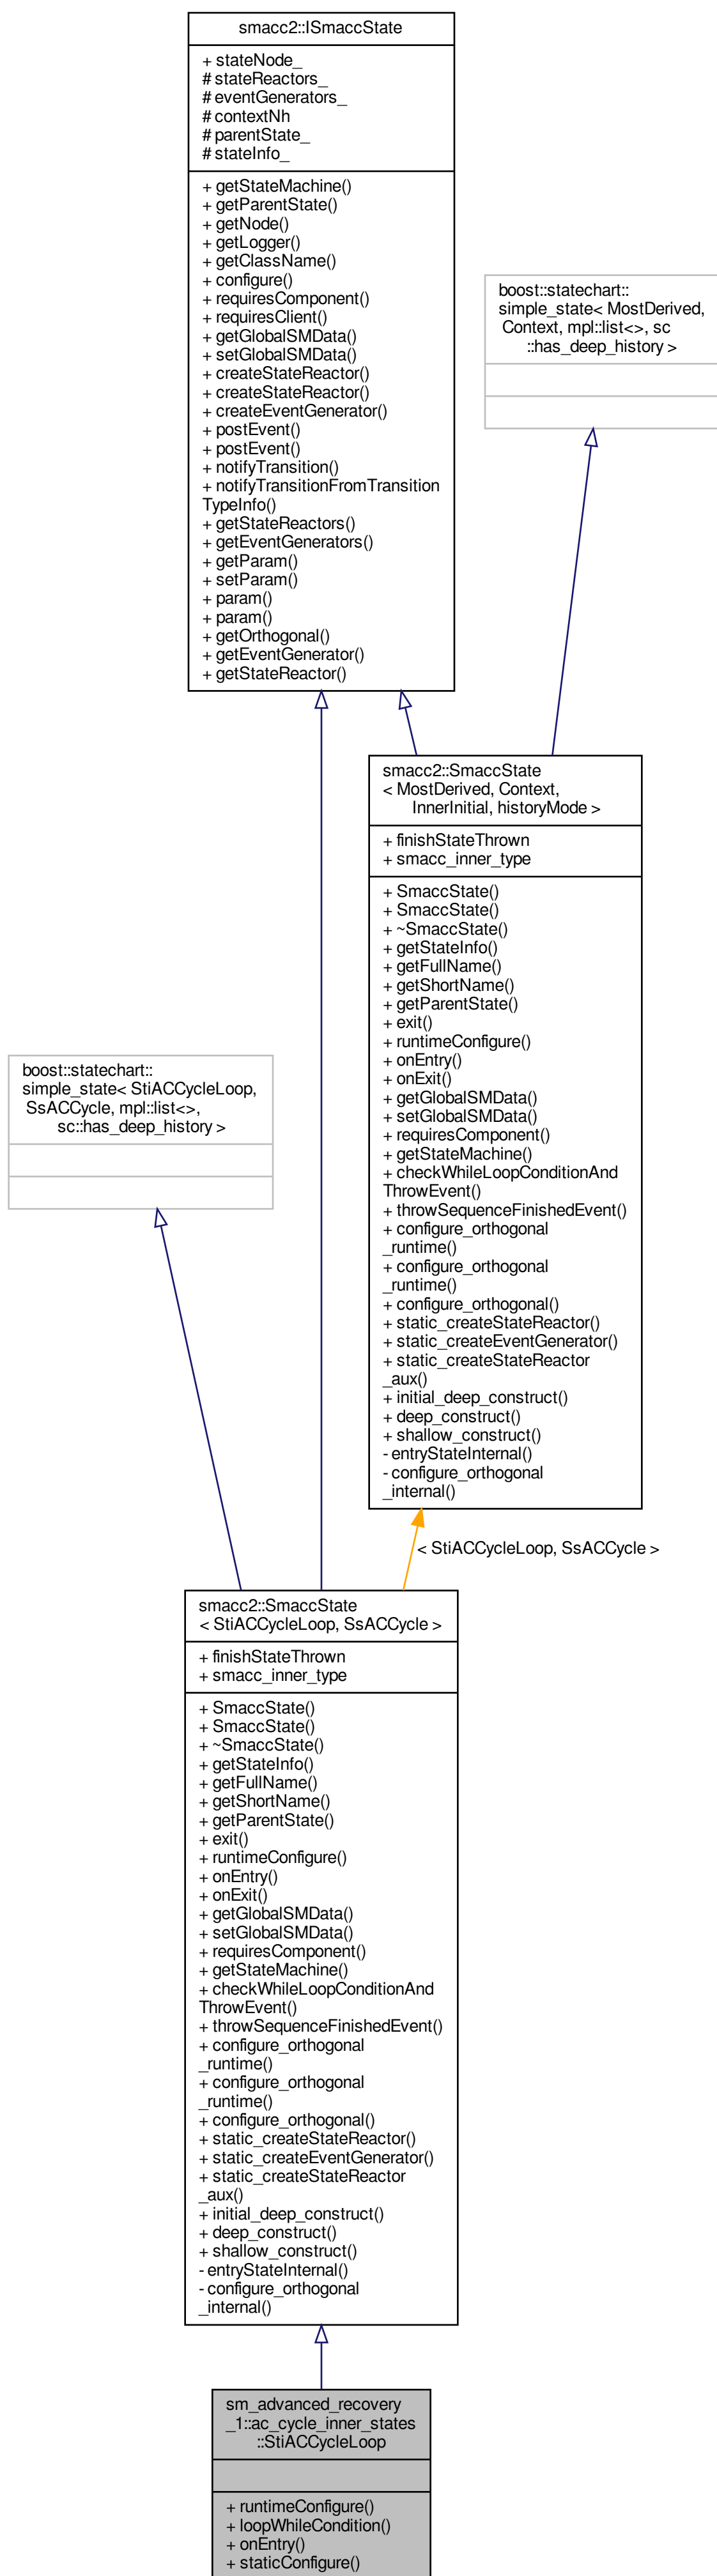 smacc2::ISmaccState
+ stateNode_
# stateReactors_
# eventGenerators_
# contextNh
# parentState_
# stateInfo_
+ getStateMachine()
+ getParentState()
+ getNode()
+ getLogger()
+ getClassName()
+ configure()
+ requiresComponent()
+ requiresClient()
+ getGlobalSMData()
+ setGlobalSMData()
+ createStateReactor()
+ createStateReactor()
+ createEventGenerator()
+ postEvent()
+ postEvent()
+ notifyTransition()
+ notifyTransitionFromTransition
TypeInfo()
+ getStateReactors()
+ getEventGenerators()
+ getParam()
+ setParam()
+ param()
+ param()
+ getOrthogonal()
+ getEventGenerator()
+ getStateReactor()
boost::statechart::
simple_state< MostDerived,
Context, mpl::list<>, sc
::has_deep_history >
smacc2::SmaccState
< MostDerived, Context,
InnerInitial, historyMode >
+ finishStateThrown
+ smacc_inner_type
+ SmaccState()
+ SmaccState()
+ ~SmaccState()
+ getStateInfo()
+ getFullName()
+ getShortName()
+ getParentState()
+ exit()
+ runtimeConfigure()
+ onEntry()
+ onExit()
+ getGlobalSMData()
+ setGlobalSMData()
+ requiresComponent()
+ getStateMachine()
+ checkWhileLoopConditionAnd
ThrowEvent()
+ throwSequenceFinishedEvent()
+ configure_orthogonal
_runtime()
+ configure_orthogonal
_runtime()
+ configure_orthogonal()
+ static_createStateReactor()
+ static_createEventGenerator()
+ static_createStateReactor
_aux()
+ initial_deep_construct()
+ deep_construct()
+ shallow_construct()
- entryStateInternal()
- configure_orthogonal
_internal()
boost::statechart::
simple_state< StiACCycleLoop,
SsACCycle, mpl::list<>,
sc::has_deep_history >
< StiACCycleLoop, SsACCycle >
smacc2::SmaccState
< StiACCycleLoop, SsACCycle >
+ finishStateThrown
+ smacc_inner_type
+ SmaccState()
+ SmaccState()
+ ~SmaccState()
+ getStateInfo()
+ getFullName()
+ getShortName()
+ getParentState()
+ exit()
+ runtimeConfigure()
+ onEntry()
+ onExit()
+ getGlobalSMData()
+ setGlobalSMData()
+ requiresComponent()
+ getStateMachine()
+ checkWhileLoopConditionAnd
ThrowEvent()
+ throwSequenceFinishedEvent()
+ configure_orthogonal
_runtime()
+ configure_orthogonal
_runtime()
+ configure_orthogonal()
+ static_createStateReactor()
+ static_createEventGenerator()
+ static_createStateReactor
_aux()
+ initial_deep_construct()
+ deep_construct()
+ shallow_construct()
- entryStateInternal()
- configure_orthogonal
_internal()
sm_advanced_recovery
_1::ac_cycle_inner_states
::StiACCycleLoop
+ runtimeConfigure()
+ loopWhileCondition()
+ onEntry()
+ staticConfigure()